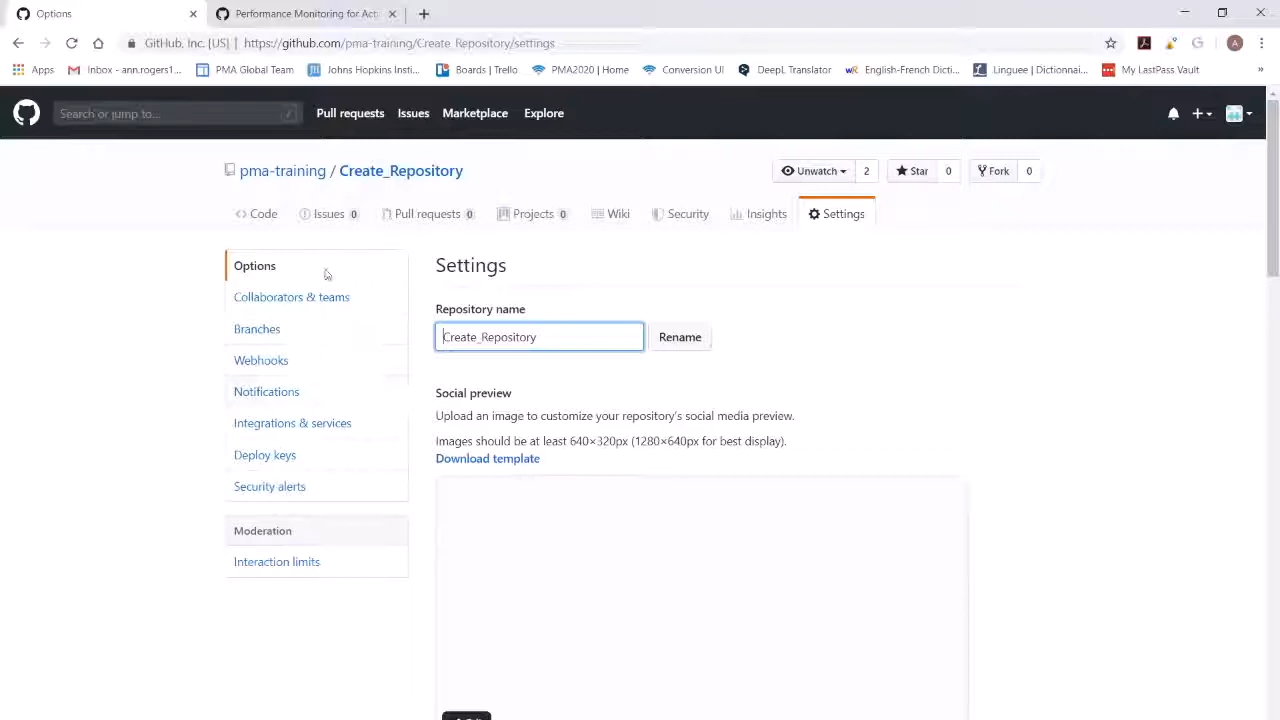 Options
Performance Monitoring for Act
GitHub, Inc. [US] | https://github.com/pma-training/Create_Repository/settings
A
Apps Inbox - ann.rogers1... PMA Global Team Johns Hopkins Insti... Boards | Trello PMA2020 | Home Conversion UI DeepL Translator English-French Dicti... Linguee | Dictionnai... My LastPass Vault »
Search or jump to... / Pull requests Issues Marketplace Explore
pma-training / Create_Repository
Unwatch 2 Star 0 Fork 0
Code Issues 0 Pull requests 0 Projects 0 Wiki Security Insights Settings
Options
Collaborators & teams
Branches
Webhooks
Notifications
Integrations & services
Deploy keys
Security alerts
Moderation
Interaction limits
Settings
Repository name
Create_Repository Rename
Social preview
Upload an image to customize your repository's social media preview.
Images should be at least 640×320px (1280×640px for best display).
Download template